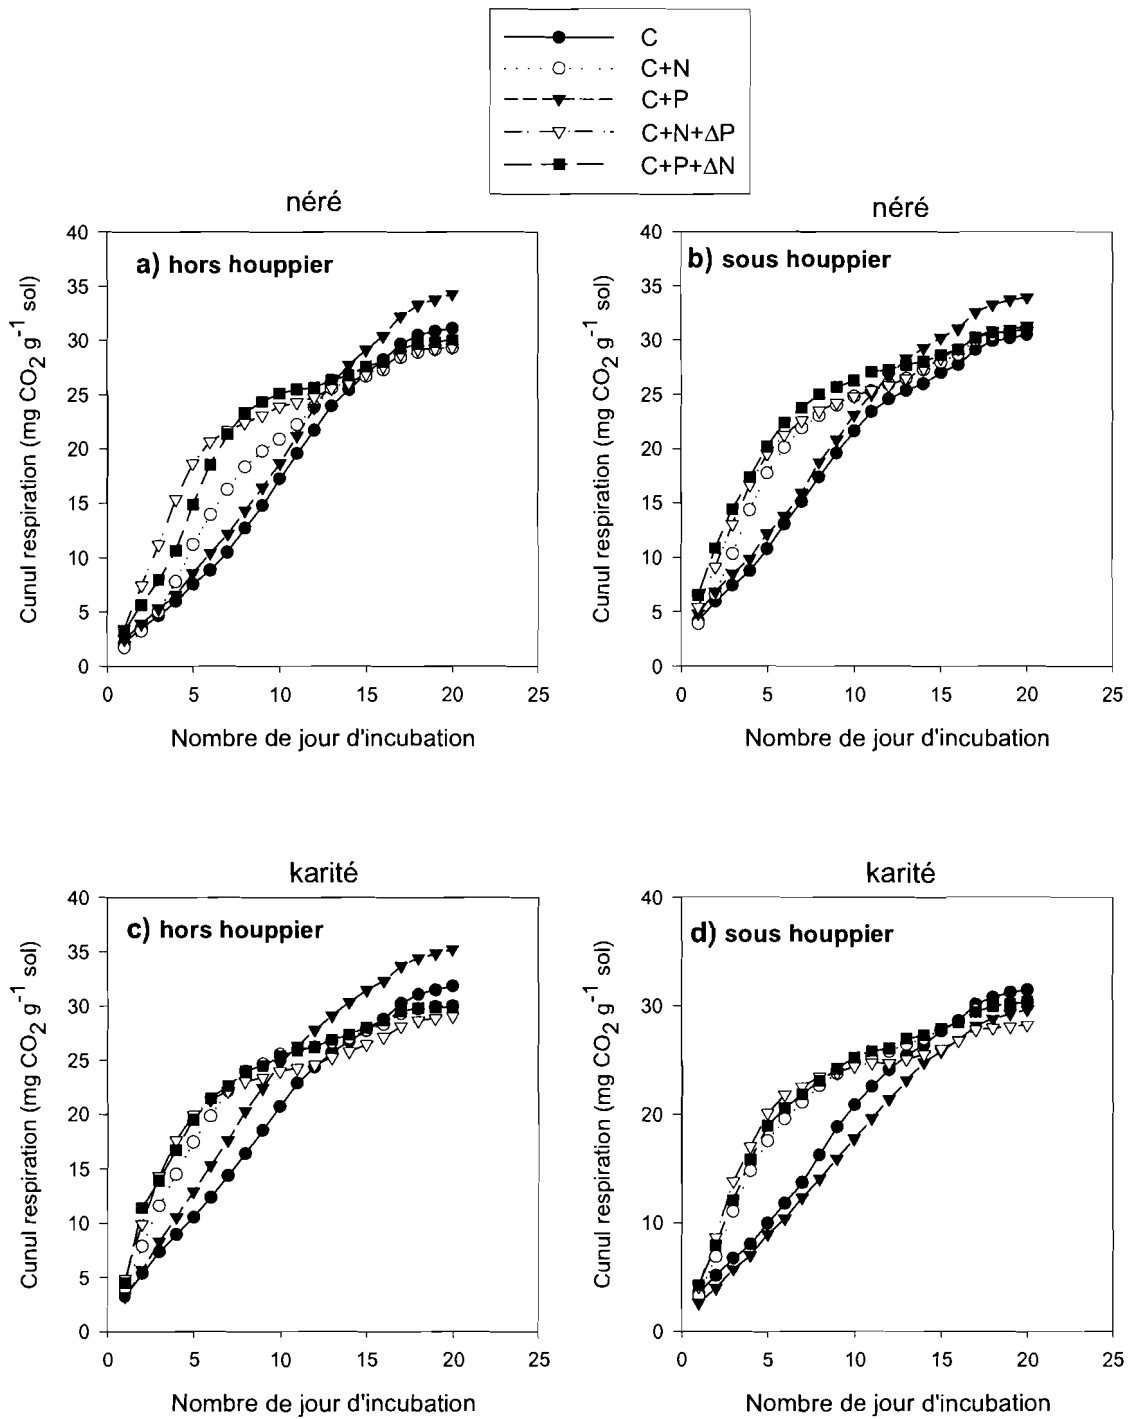 C
C+N
C+P
C+N+ΔP
C+P+ΔN
néré
a) hors houppier
Cunul respiration (mg CO2 g-1 sol)
40
35
30
25
20
15
10
5
0
0 5 10 15 20 25
Nombre de jour d'incubation
néré
b) sous houppier
Cunul respiration (mg CO2 g-1 sol)
40
35
30
25
20
15
10
5
0
0 5 10 15 20 25
Nombre de jour d'incubation
karité
c) hors houppier
Cunul respiration (mg CO2 g-1 sol)
40
35
30
25
20
15
10
5
0
0 5 10 15 20 25
Nombre de jour d'incubation
karité
d) sous houppier
Cunul respiration (mg CO2 g-1 sol)
40
30
20
10
0
0 5 10 15 20 25
Nombre de jour d'incubation